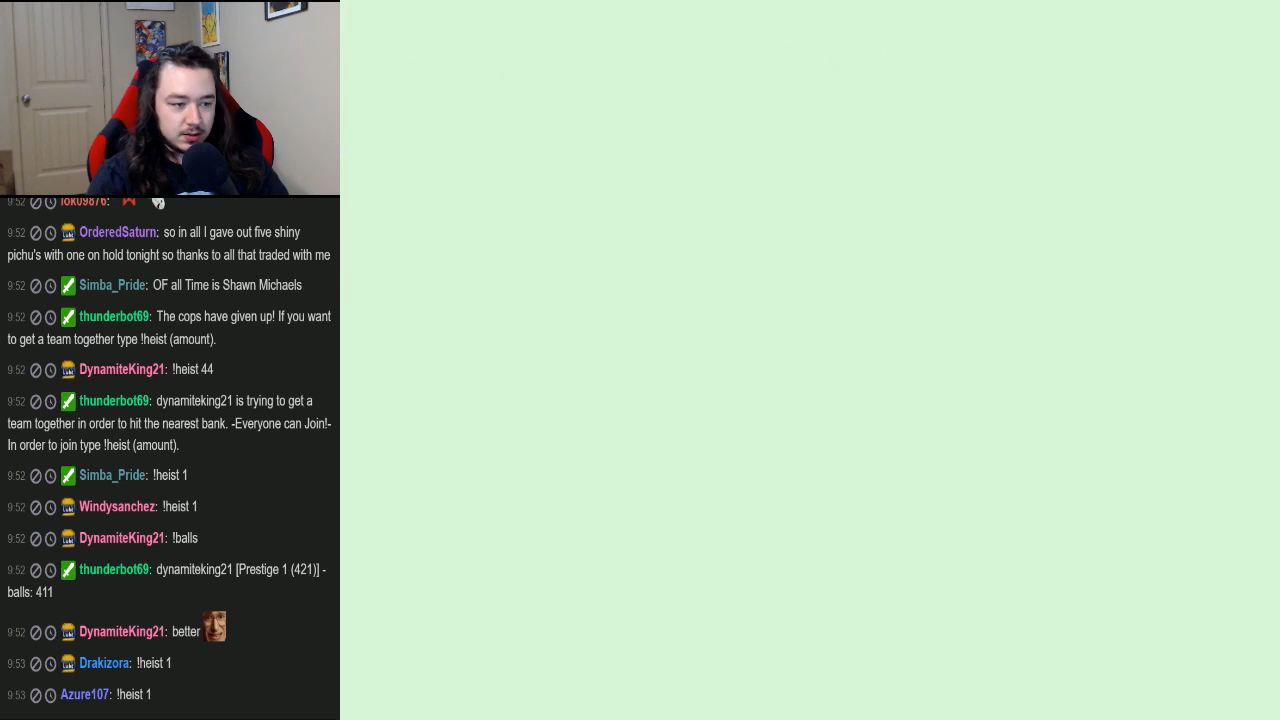 9:52 lok09876:
9:52 OrderedSaturn: so in all I gave out five shiny
pichu's with one on hold tonight so thanks to all that traded with me
9:52 Simba_Pride: OF all Time is Shawn Michaels
9:52 thunderbot69: The cops have given up! If you want
to get a team together type !heist (amount).
9:52 DynamiteKing21: !heist 44
9:52 thunderbot69: dynamiteking21 is trying to get a
team together in order to hit the nearest bank. -Everyone can Join!-
In order to join type !heist (amount).
9:52 Simba_Pride: !heist 1
9:52 Windysanchez: !heist 1
9:52 DynamiteKing21: !balls
9:52 thunderbot69: dynamiteking21 [Prestige 1 (421)] -
balls: 411
9:52 DynamiteKing21: better
9:53 Drakizora: !heist 1
9:53 Azure107: !heist 1